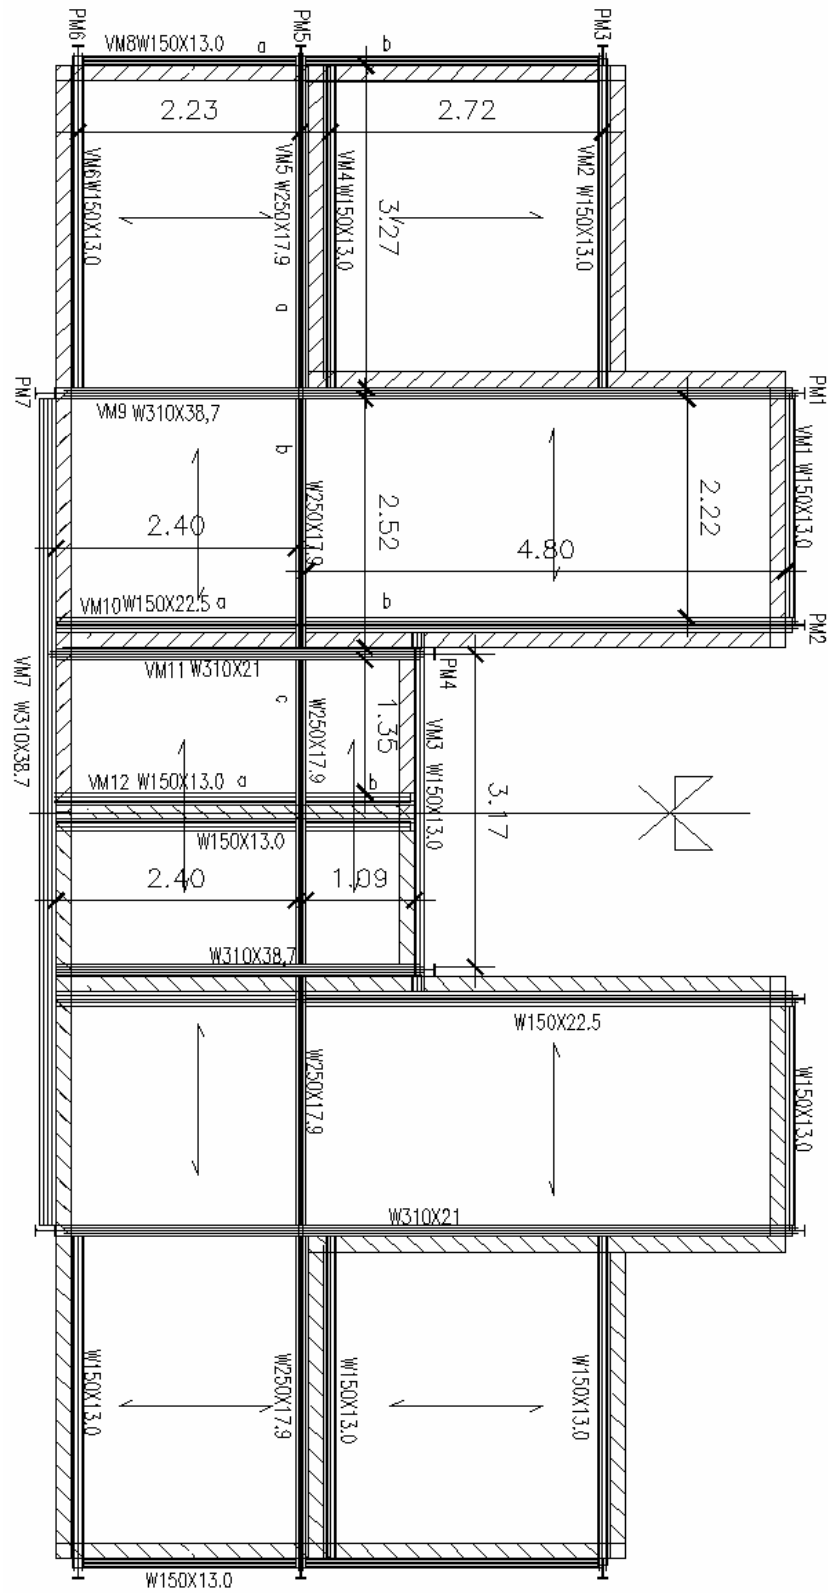 PM6
PM5
PM3
VM8W150X13.0
a
b
2.23
2.72
VM6W150X13.0
VM5 W250X17.9
VM4W150X13.0
3/27
VM2 W150X13.0
a
PM7
PM1
VM9 W310X38,7
b
W250X17.9
2.52
2.22
VM1 W150X13.0
2.40
4.80
VM10W150X22.5 a
b
PM2
VM11 W310X21
PM4
VM7 W310X38.7
c
W250X17.9
1.35
VM3 W150X13.0
VM12 W150X13.0 a
b
3.17
W150X13.0
2.40
1.09
W310X38,7
W150X22.5
W250X17.9
W150X13.0
W310X21
W150X13.0
W250X17.9
W150X13.0
W150X13.0
W150X13.0